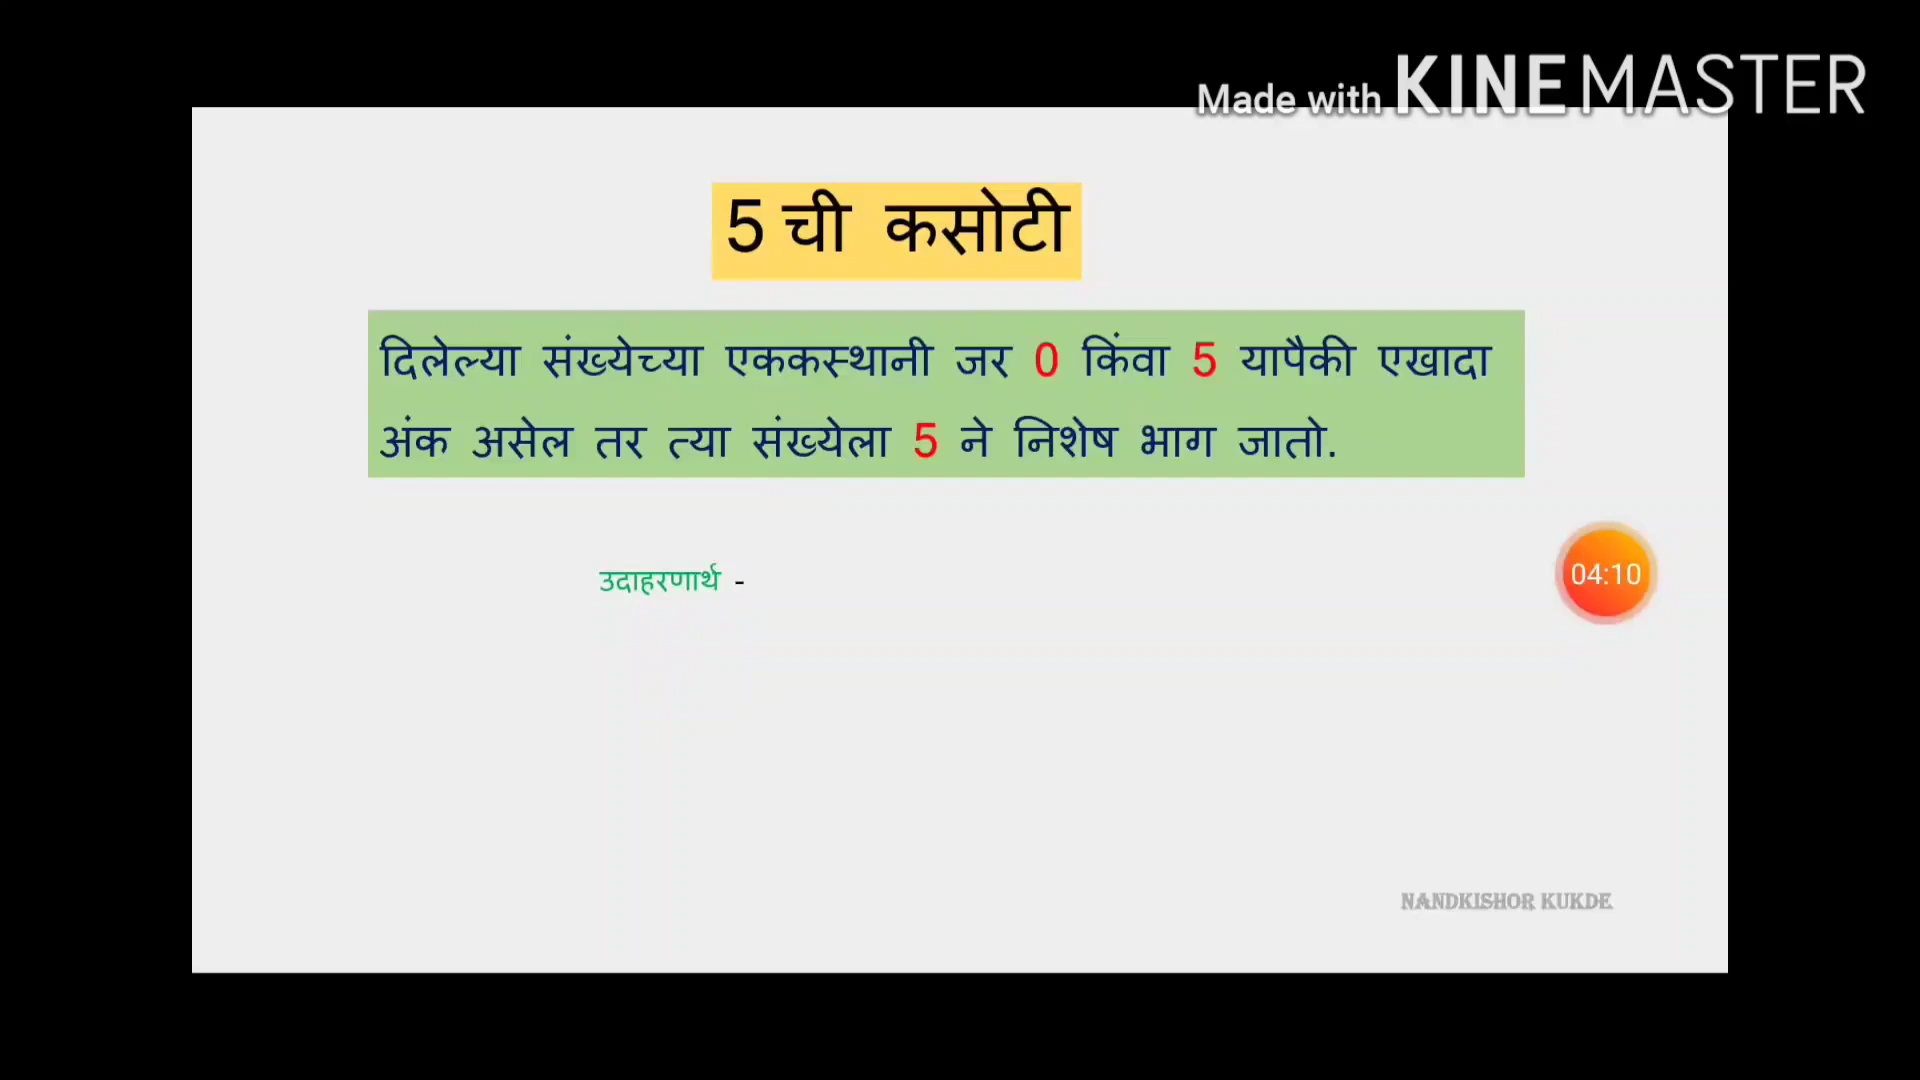 Made with KINEMASTER
5 ची कसोटी
दिलेल्या संख्येच्या एककस्थानी जर 0 किंवा 5 यापैकी एखादा
अंक असेल तर त्या संख्येला 5 ने निशेष भाग जातो.
उदाहरणार्थ -
04:10
NANDKISHOR KUKDE